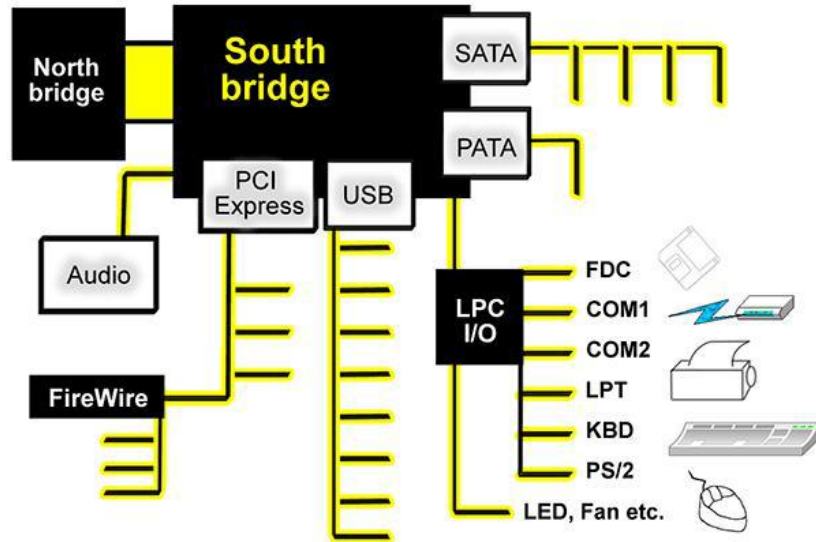 North
bridge
South
bridge
SATA
PATA
PCI
Express
USB
Audio
LPC
I/O
FDC
COM1
COM2
LPT
KBD
PS/2
FireWire
LED, Fan etc.